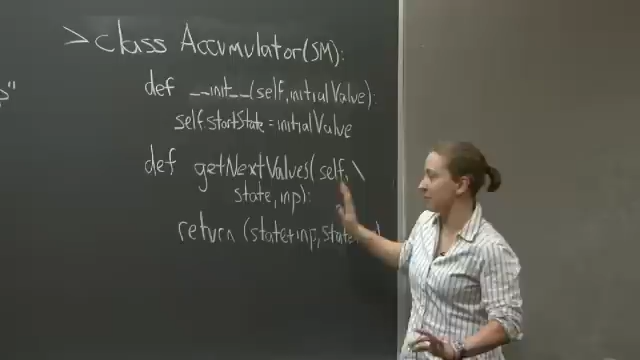 > class Accumulator(SM):
def __init__(self, initialValue):
self.startState = initialValue
def getNextValues(self, \
state, inp):
return (state+inp, state